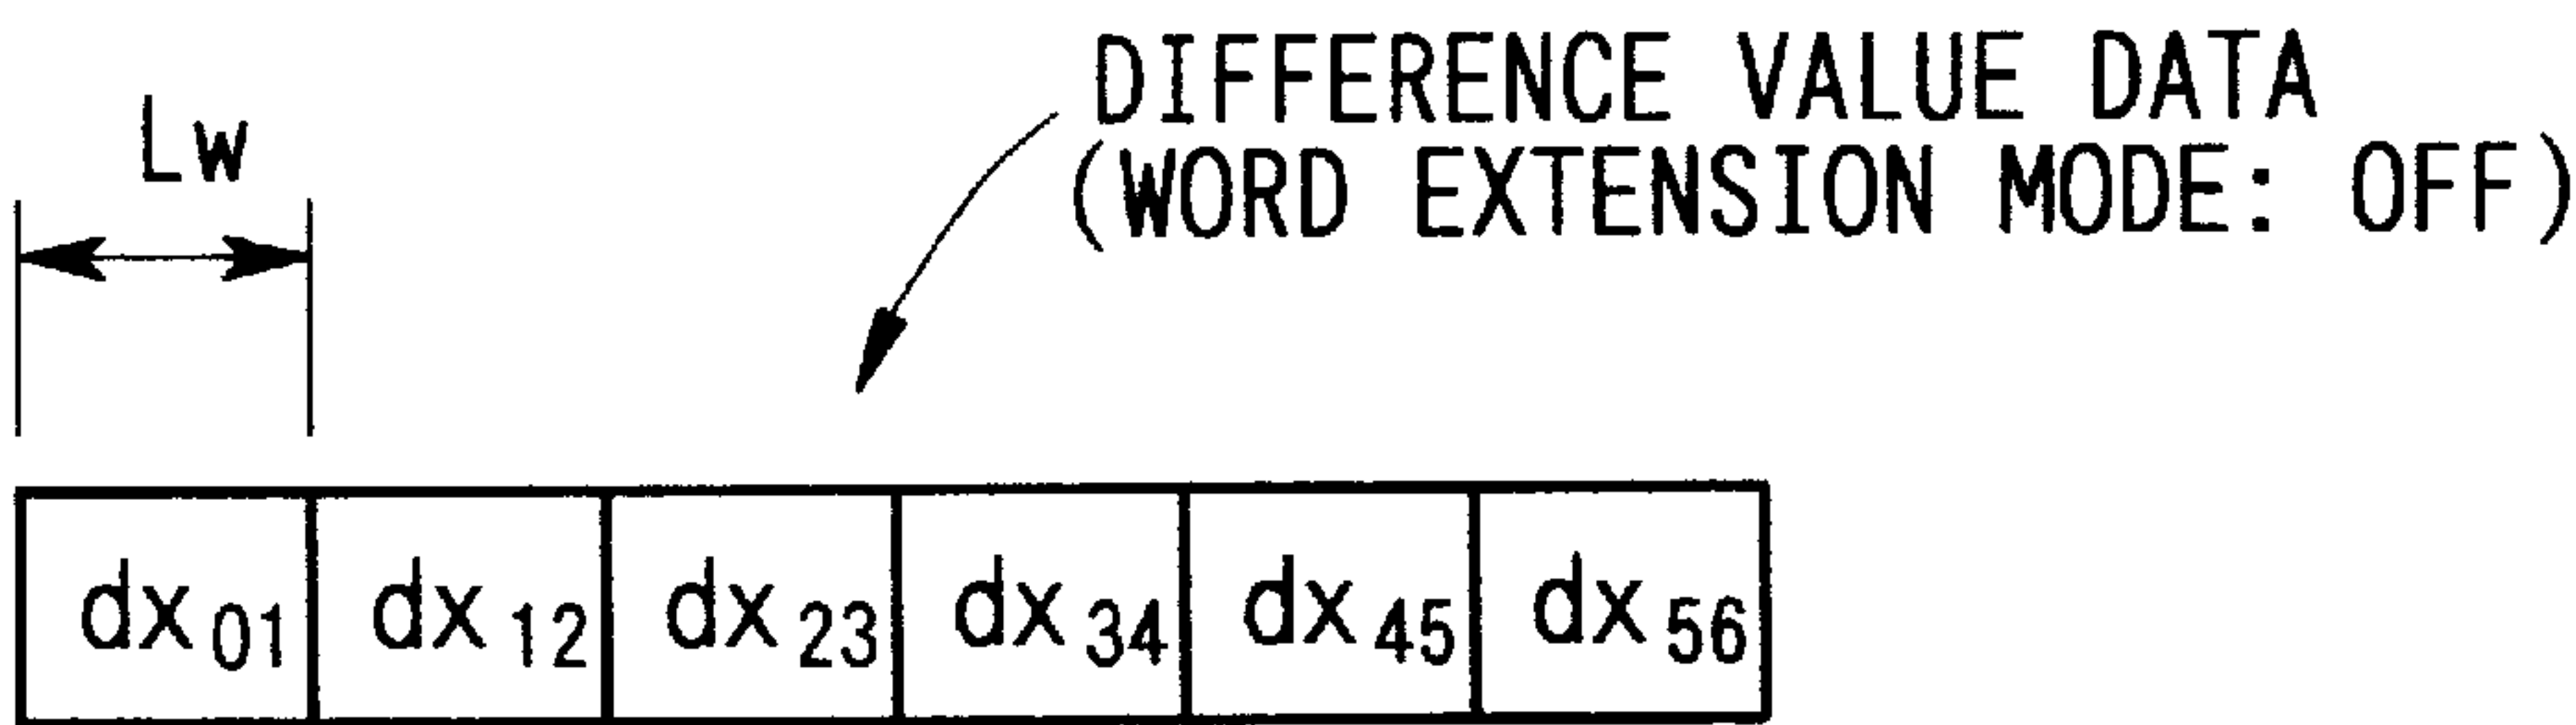 DIFFERENCE VALUE DATA
(WORD EXTENSION MODE: OFF)
Lw
dx01 dx12 dx23 dx34 dx45 dx56